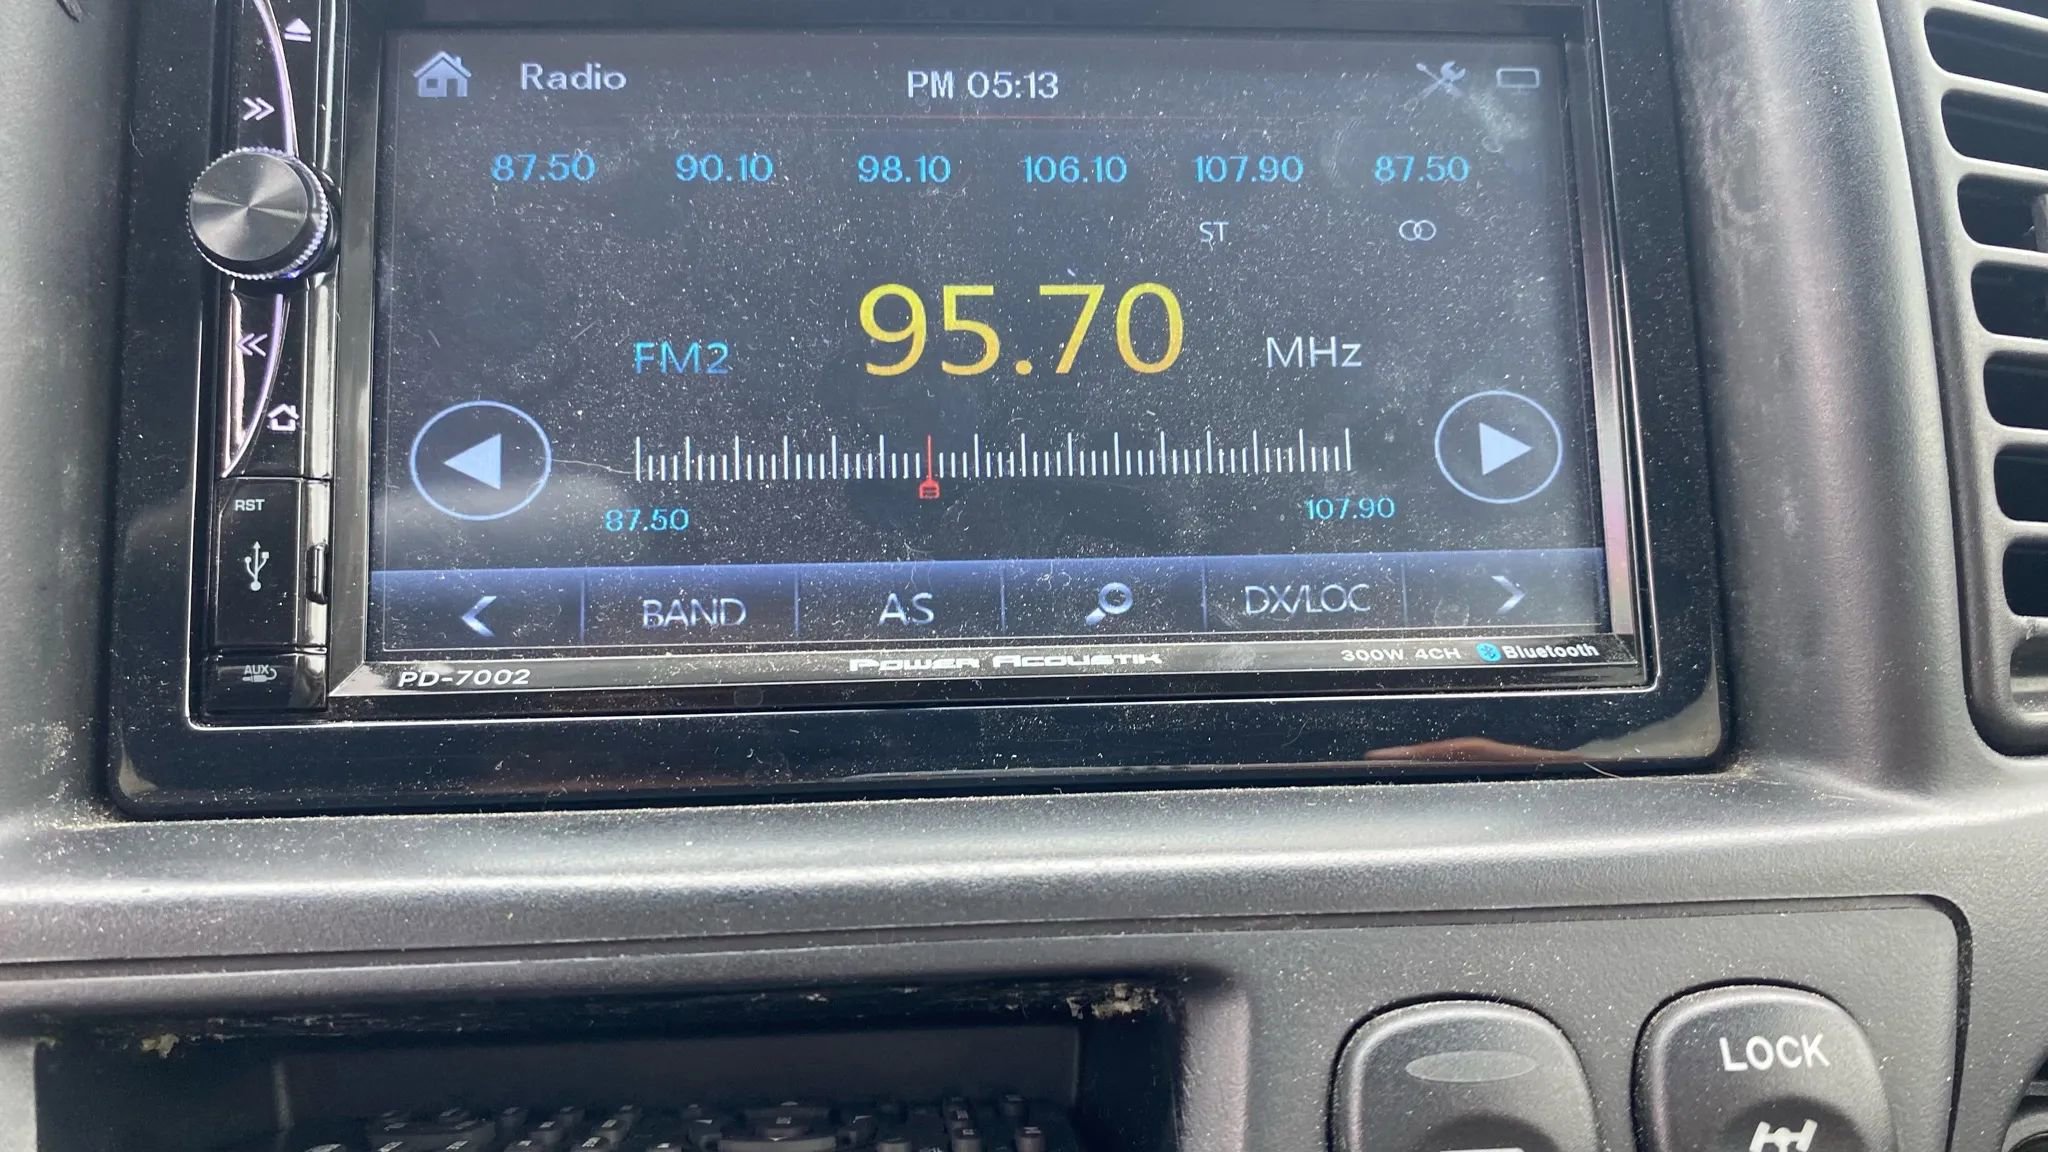 Radio PM 05:13
87.50 90.10 98.10 106.10 107.90 87.50
ST
FM2 95.70 MHz
87.50 107.90
RST
BAND AS DX/LOC
AUX
PD-7002 POWER ACOUSTIK 300W 4CH Bluetooth
LOCK